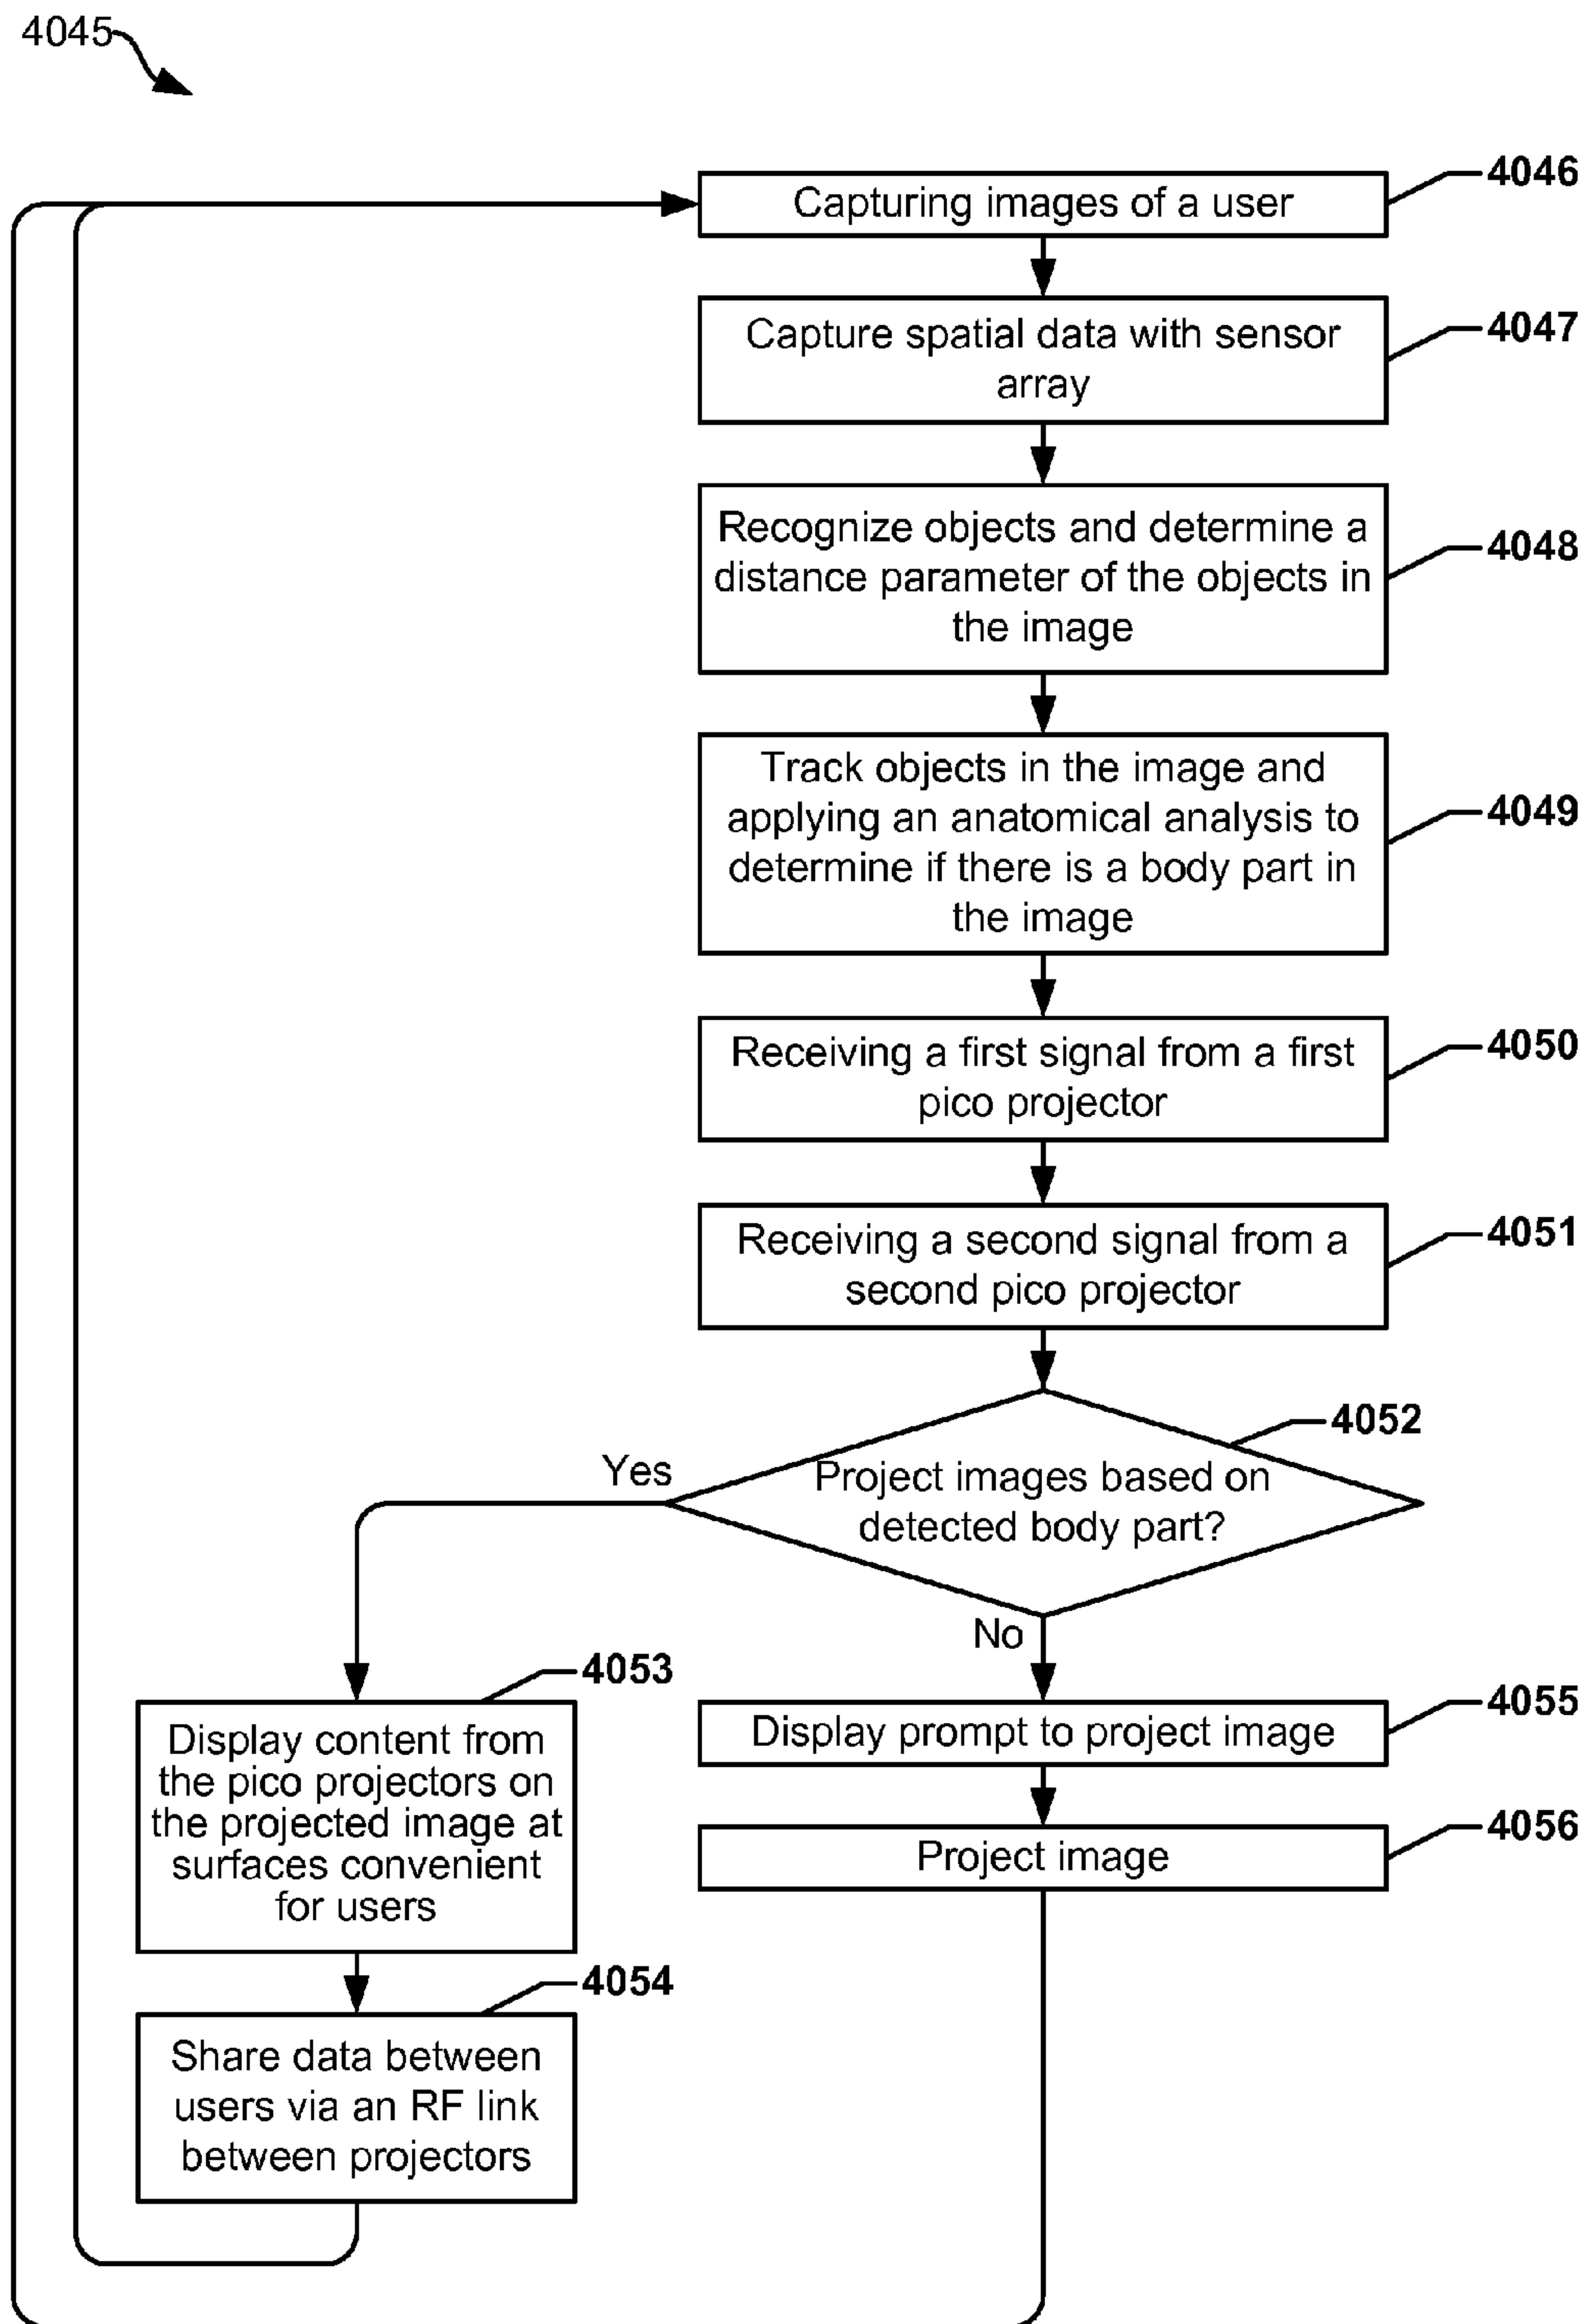 4045
Capturing images of a user
4046
Capture spatial data with sensor
array
4047
Recognize objects and determine a
distance parameter of the objects in
the image
4048
Track objects in the image and
applying an anatomical analysis to
determine if there is a body part in
the image
4049
Receiving a first signal from a first
pico projector
4050
Receiving a second signal from a
second pico projector
4051
Project images based on
detected body part?
4052
Yes
No
4053
Display content from
the pico projectors on
the projected image at
surfaces convenient
for users
4054
Share data between
users via an RF link
between projectors
Display prompt to project image
4055
Project image
4056